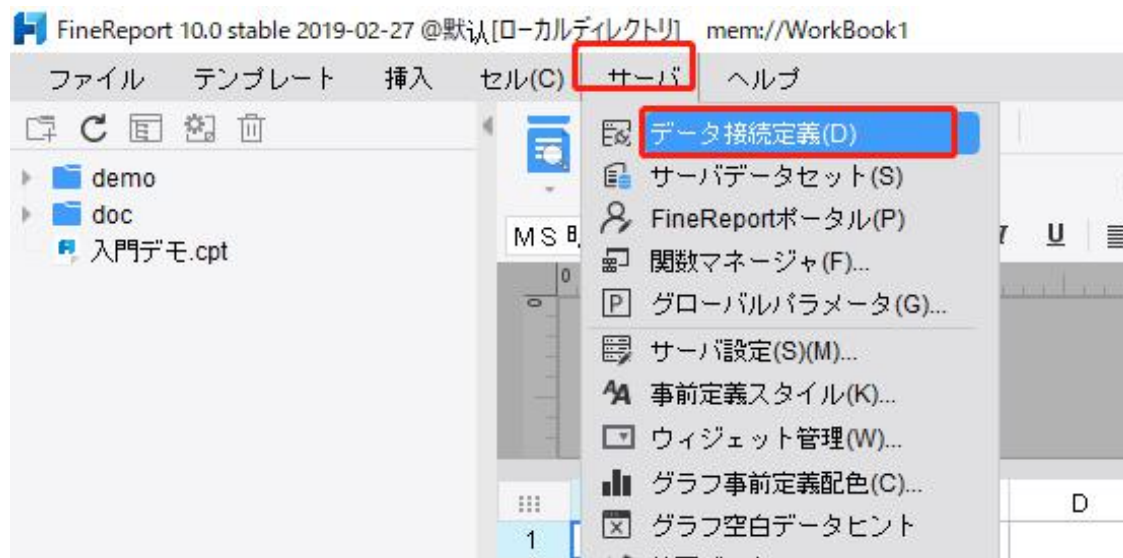 FineReport 10.0 stable 2019-02-27 @默认[ローカルディレクトリ] mem://WorkBook1
ファイル テンプレート 挿入 セル(C) サーバ ヘルプ
データ接続定義(D)
demo
サーバデータセット(S)
doc
FineReportポータル(P)
入門デモ.cpt
MS
U
関数マネージャ(F)...
0
0
P グローバルパラメータ(G)...
サーバ設定(S)(M)...
AA 事前定義スタイル(K)...
ウィジェット管理(W)...
グラフ事前定義配色(C)...
D
グラフ空白データヒント
1